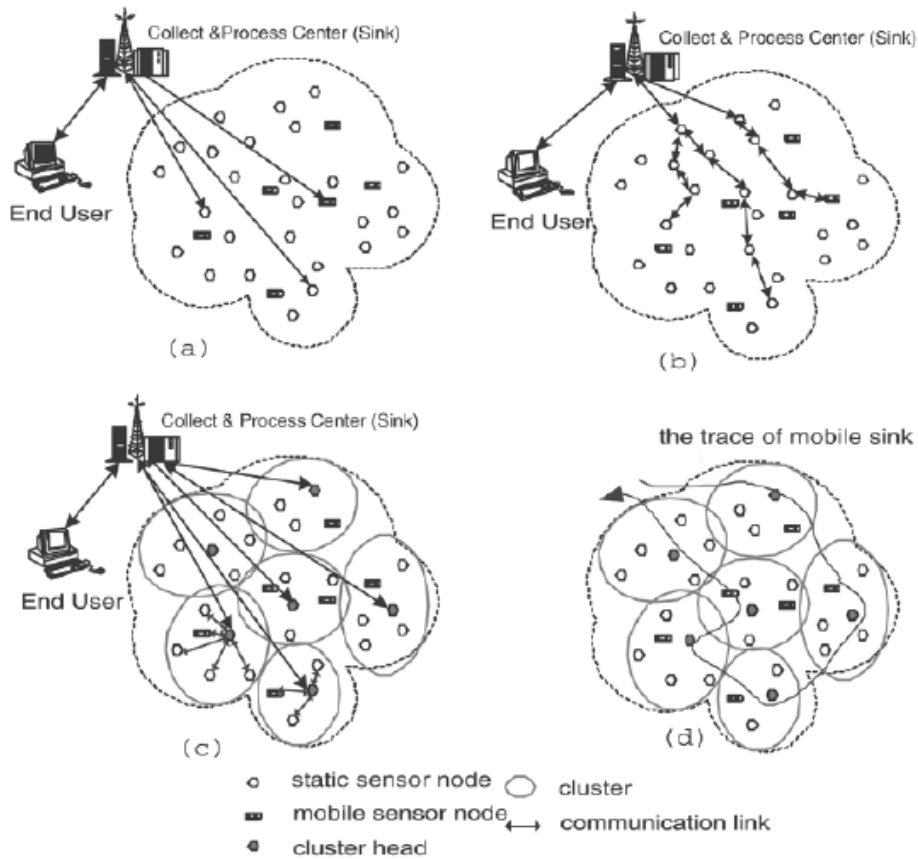 Collect &Process Center (Sink)
End User
(a)
Collect & Process Center (Sink)
End User
(b)
Collect & Process Center (Sink)
End User
(c)
the trace of mobile sink
(d)
static sensor node
mobile sensor node
cluster head
cluster
communication link